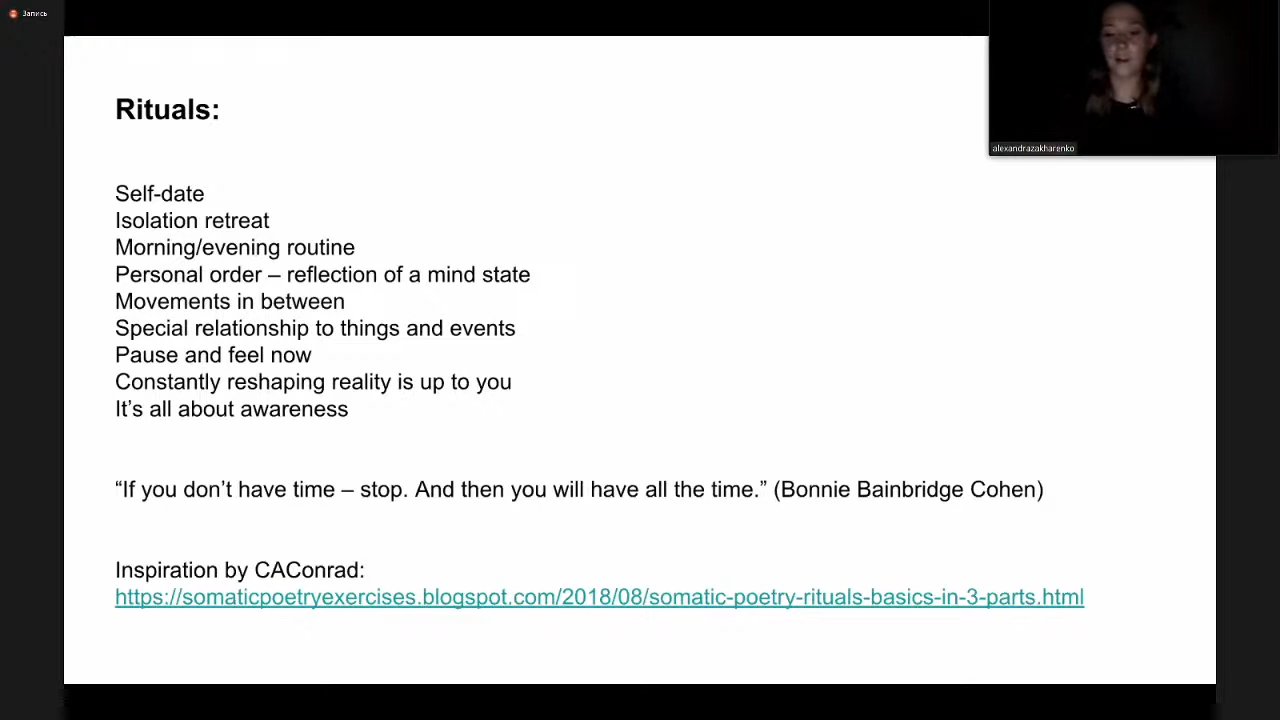 Запись
alexandrazakharenko
Rituals:
Self-date
Isolation retreat
Morning/evening routine
Personal order – reflection of a mind state
Movements in between
Special relationship to things and events
Pause and feel now
Constantly reshaping reality is up to you
It’s all about awareness
“If you don’t have time – stop. And then you will have all the time.” (Bonnie Bainbridge Cohen)
Inspiration by CAConrad:
https://somaticpoetryexercises.blogspot.com/2018/08/somatic-poetry-rituals-basics-in-3-parts.html